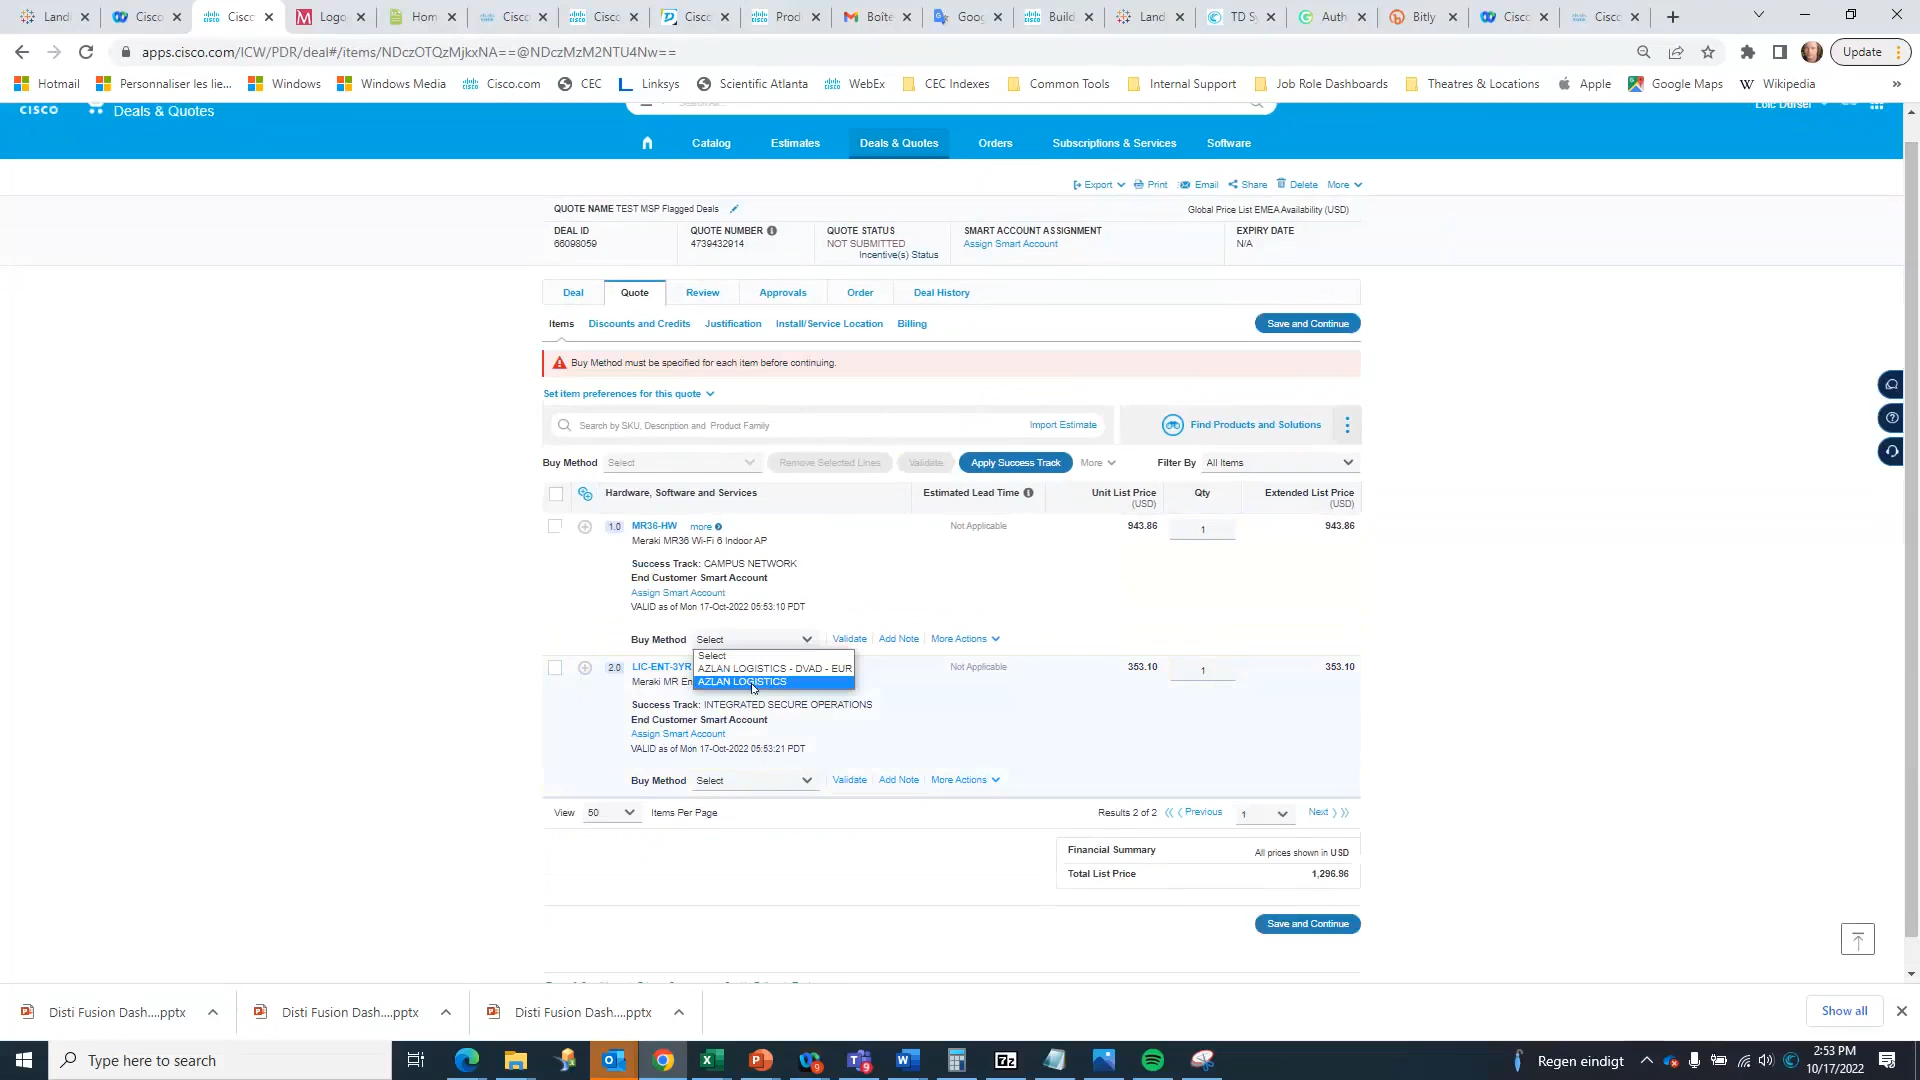 Landi
Cisco
Cisco
Logo
Hom
Cisco
Cisco
Cisco
Prod
Boîte
Goog
Build
Land
TD Sy
Auth
Bitly
Cisco
Cisco
apps.cisco.com/ICW/PDR/deal#/items/NDczOTQzMjkxNA==@NDczMzM2NTU4Nw==
Update
Hotmail
Personnaliser les lie...
Windows
Windows Media
Cisco.com
CEC
Linksys
Scientific Atlanta
WebEx
CEC Indexes
Common Tools
Internal Support
Job Role Dashboards
Theatres & Locations
Apple
Google Maps
Wikipedia
»
CISCO
Deals & Quotes
Catalog
Estimates
Deals & Quotes
Orders
Subscriptions & Services
Software
Export
Print
Email
Share
Delete
More
QUOTE NAME TEST MSP Flagged Deals
Global Price List EMEAvailability (USD)
DEAL ID
66098059
QUOTE NUMBER
4739432914
QUOTE STATUS
NOT SUBMITTED
Incentive(s) Status
SMART ACCOUNT ASSIGNMENT
Assign Smart Account
EXPIRY DATE
N/A
Deal
Quote
Review
Approvals
Order
Deal History
Items
Discounts and Credits
Justification
Install/Service Location
Billing
Save and Continue
Buy Method must be specified for each item before continuing.
Set item preferences for this quote
Search by SKU, Description and Product Family
Import Estimate
Find Products and Solutions
Buy Method
Select
Remove Selected Lines
Validate
Apply Success Track
More
Filter By
All Items
Hardware, Software and Services
Estimated Lead Time
Unit List Price
(USD)
Qty
Extended List Price
(USD)
1.0
MR36-HW
more
Not Applicable
943.86
1
943.86
Meraki MR36 Wi-Fi 6 Indoor AP
Success Track: CAMPUS NETWORK
End Customer Smart Account
Assign Smart Account
VALID as of Mon 17-Oct-2022 05:53:10 PDT
Buy Method
Select
Validate
Add Note
More Actions
Select
AZLAN LOGISTICS - DVAD - EUR
AZLAN LOGISTICS
2.0
LIC-ENT-3YR
Not Applicable
353.10
1
353.10
Meraki MR En
Success Track: INTEGRATED SECURE OPERATIONS
End Customer Smart Account
Assign Smart Account
VALID as of Mon 17-Oct-2022 05:53:21 PDT
Buy Method
Select
Validate
Add Note
More Actions
View
50
Items Per Page
Results 2 of 2
Previous
1
Next
Financial Summary
All prices shown in USD
Total List Price
1,296.96
Save and Continue
Disti Fusion Dash....pptx
Disti Fusion Dash....pptx
Disti Fusion Dash....pptx
Show all
Type here to search
Regen eindigt
2:53 PM
10/17/2022